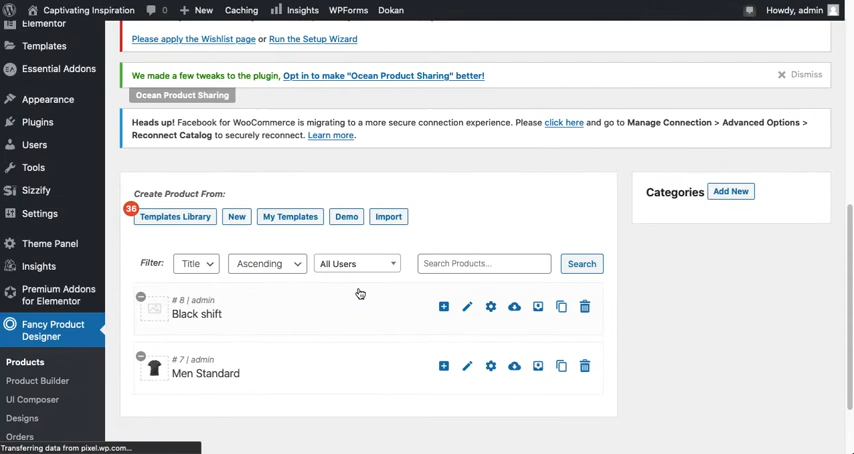 Captivating Inspiration
0
New
Caching
Insights
WPForms
Dokan
Howdy, admin
Elementor
Templates
Essential Addons
Appearance
Plugins
Users
Tools
Sizzify
Settings
Theme Panel
Insights
Premium Addons
for Elementor
Fancy Product
Designer
Products
Product Builder
UI Composer
Designs
Orders
Transferring data from pixel.wp.com...
Please apply the Wishlist page or Run the Setup Wizard
We made a few tweaks to the plugin, Opt in to make "Ocean Product Sharing" better!
Dismiss
Ocean Product Sharing
Heads up! Facebook for WooCommerce is migrating to a more secure connection experience. Please click here and go to Manage Connection > Advanced Options >
Reconnect Catalog to securely reconnect. Learn more.
Create Product From:
36
Templates Library
New
My Templates
Demo
Import
Filter:
Title
Ascending
All Users
Search Products...
Search
# 8 | admin
Black shift
# 7 | admin
Men Standard
Categories
Add New